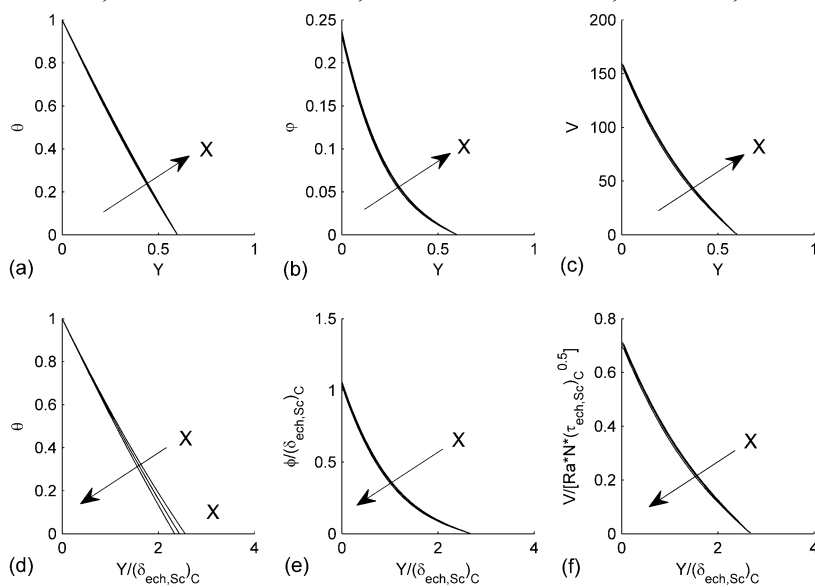 1
0.8
0.6
0.4
0.2
0
θ
X
0 0.5 1
(a) Y
0.25
0.2
0.15
0.1
0.05
0
φ
X
0 0.5 1
(b) Y
200
150
100
50
0
V
X
0 0.5 1
(c) Y
1
0.8
0.6
0.4
0.2
0
θ
X
X
0 2 4
(d) Y/(δech,Sc)C
1.5
1
0.5
0
ϕ/(δech,Sc)C
X
0 2 4
(e) Y/(δech,Sc)C
0.8
0.6
0.4
0.2
0
V/[Ra*N*(τech,Sc)C^0.5]
X
0 2 4
(f) Y/(δech,Sc)C